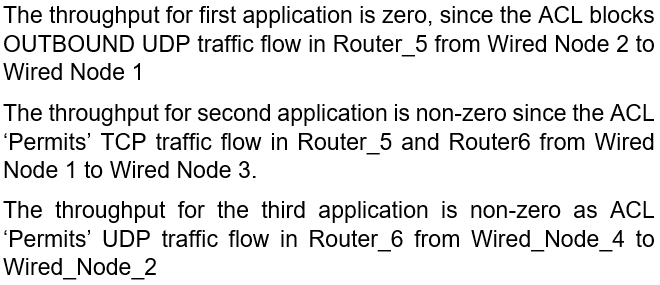 The throughput for first application is zero, since the ACL blocks
OUTBOUND UDP traffic flow in Router_5 from Wired Node 2 to
Wired Node 1
The throughput for second application is non-zero since the ACL
‘Permits’ TCP traffic flow in Router_5 and Router6 from Wired
Node 1 to Wired Node 3.
The throughput for the third application is non-zero as ACL
‘Permits’ UDP traffic flow in Router_6 from Wired_Node_4 to
Wired_Node_2